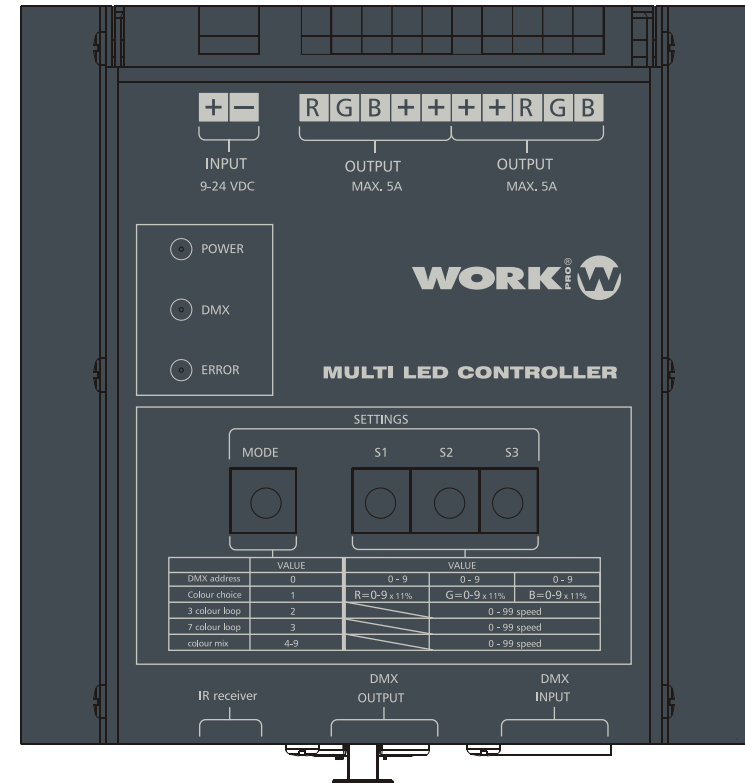 + - R G B + + + + R G B
INPUT OUTPUT OUTPUT
9-24 VDC MAX. 5A MAX. 5A
POWER
WORK PRO® W
DMX
ERROR
MULTI LED CONTROLLER
SETTINGS
MODE S1 S2 S3
VALUE VALUE
DMX address 0 0 - 9 0 - 9 0 - 9
Colour choice 1 R=0-9 x 11% G=0-9 x 11% B=0-9 x 11%
3 colour loop 2 0 - 99 speed
7 colour loop 3 0 - 99 speed
colour mix 4-9 0 - 99 speed
IR receiver DMX DMX
OUTPUT INPUT